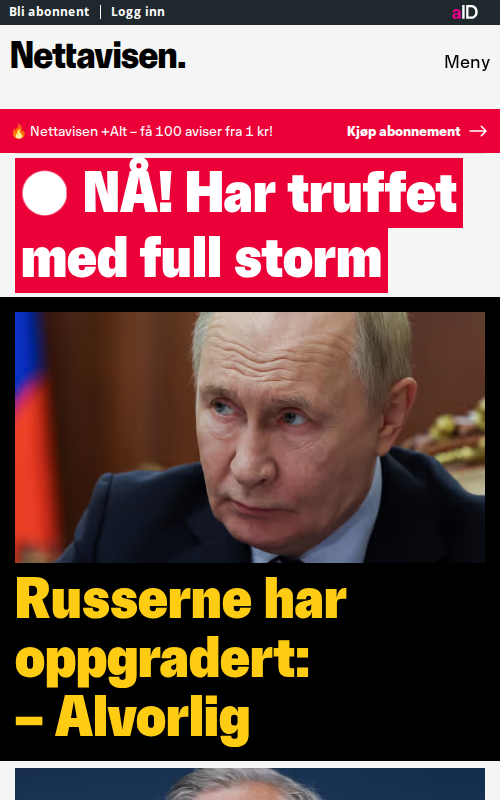 Bli abonnent | Logg inn
aID
Nettavisen.
Meny
🔥 Nettavisen +Alt – få 100 aviser fra 1 kr!
Kjøp abonnement →
NÅ! Har truffet
med full storm
Russerne har
oppgradert:
– Alvorlig